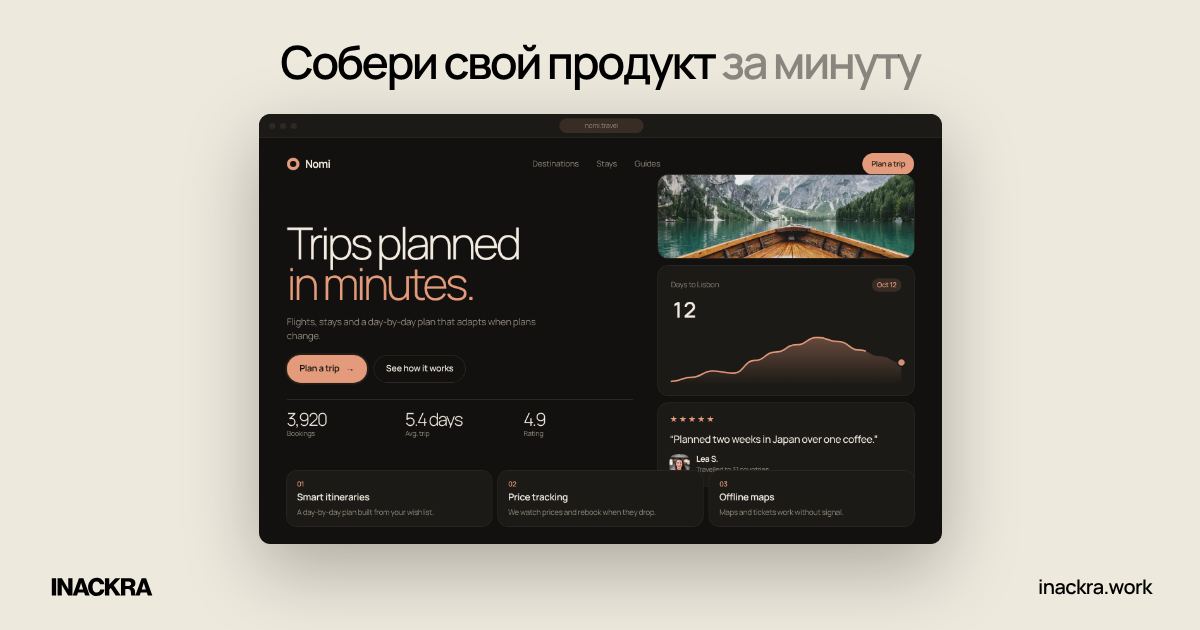 Собери свой продукт за минуту
nomi.travel
Nomi
Destinations Stays Guides
Plan a trip
Trips planned
in minutes.
Flights, stays and a day-by-day plan that adapts when plans
change.
Plan a trip →
See how it works
3,920
Bookings
5.4 days
Avg. trip
4.9
Rating
Days to Lisbon
Oct 12
12
★★★★★
“Planned two weeks in Japan over one coffee.”
Lea S.
Travelled to 31 countries
01
Smart itineraries
A day-by-day plan built from your wish list.
02
Price tracking
We watch prices and rebook when they drop.
03
Offline maps
Maps and tickets work without signal.
INACKRA
inackra.work